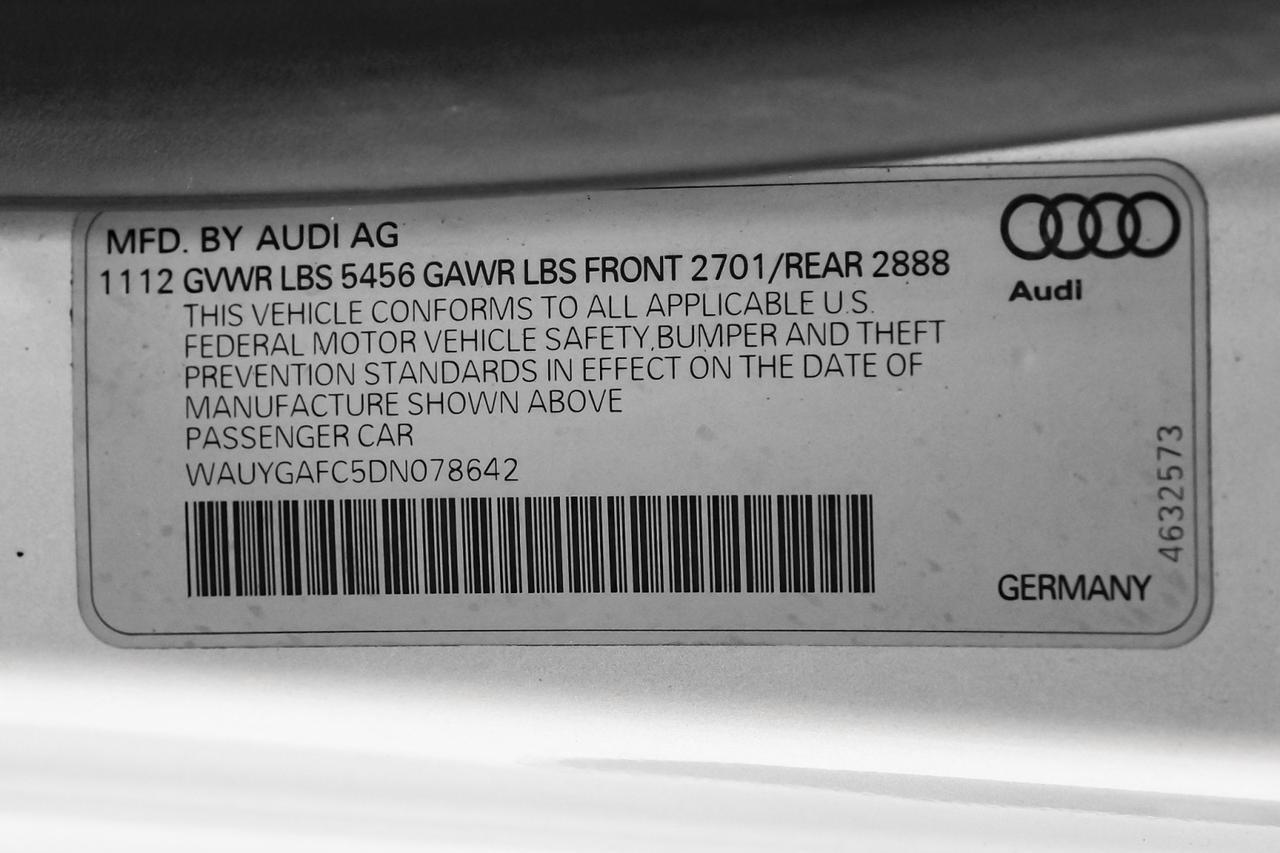 MFD. BY AUDI AG
1112 GVWR LBS 5456 GAWR LBS FRONT 2701/REAR 2888
THIS VEHICLE CONFORMS TO ALL APPLICABLE U.S.
FEDERAL MOTOR VEHICLE SAFETY,BUMPER AND THEFT
PREVENTION STANDARDS IN EFFECT ON THE DATE OF
MANUFACTURE SHOWN ABOVE
PASSENGER CAR
WAUYGAFC5DN078642
Audi
4632573
GERMANY